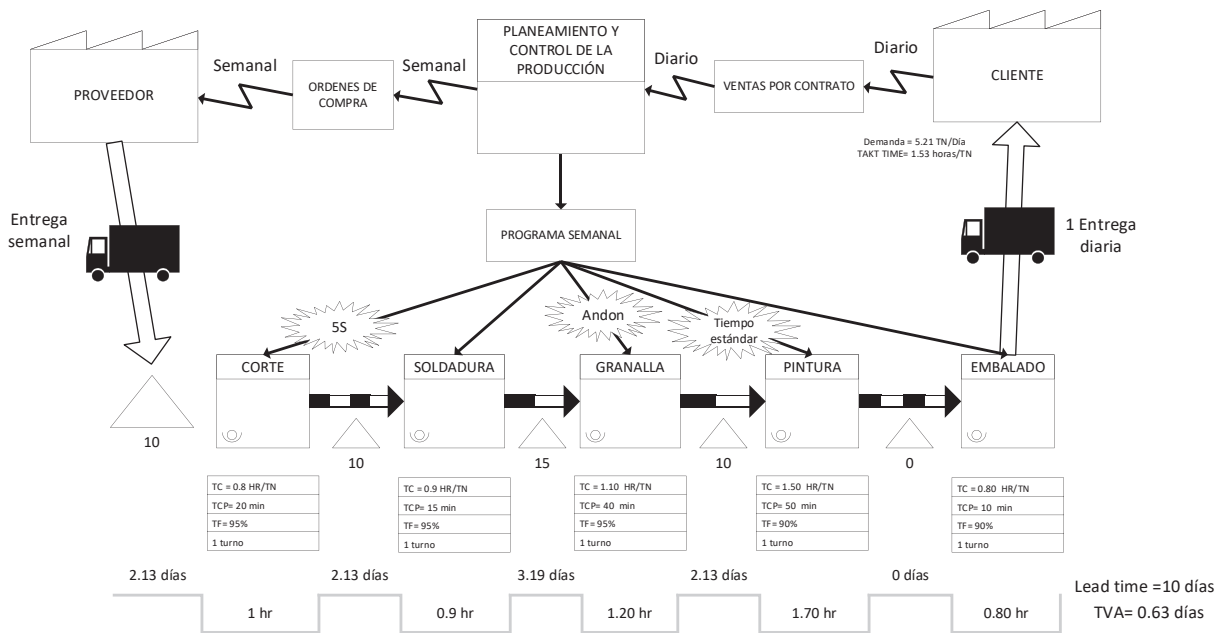 PLANEAMIENTO Y
CONTROL DE LA
PRODUCCIÓN
PROVEEDOR
Semanal
ORDENES DE
COMPRA
Semanal
Diario
VENTAS POR CONTRATO
Diario
CLIENTE
Demanda = 5.21 TN/Día
TAKT TIME= 1.53 horas/TN
Entrega
semanal
PROGRAMA SEMANAL
1 Entrega
diaria
5S
Andon
Tiempo
estándar
CORTE
SOLDADURA
GRANALLA
PINTURA
EMBALADO
10
10
15
10
0
TC = 0.8 HR/TN
TCP= 20 min
TF= 95%
1 turno
TC = 0.9 HR/TN
TCP= 15 min
TF= 95%
1 turno
TC = 1.10 HR/TN
TCP= 40 min
TF= 95%
1 turno
TC = 1.50 HR/TN
TCP= 50 min
TF= 90%
1 turno
TC = 0.80 HR/TN
TCP= 10 min
TF= 90%
1 turno
2.13 días
2.13 días
3.19 días
2.13 días
0 días
Lead time =10 días
1 hr
0.9 hr
1.20 hr
1.70 hr
0.80 hr
TVA= 0.63 días